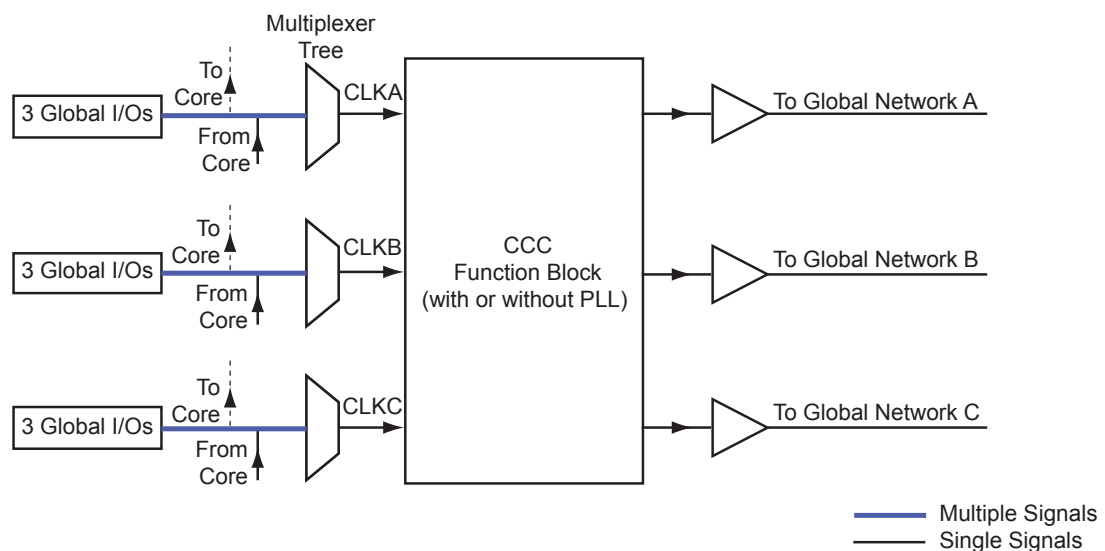 Multiplexer
Tree
To
Core
3 Global I/Os
From
Core
CLKA
To Global Network A
To
Core
3 Global I/Os
From
Core
CLKB
CCC
Function Block
(with or without PLL)
To Global Network B
To
Core
3 Global I/Os
From
Core
CLKC
To Global Network C
Multiple Signals
Single Signals